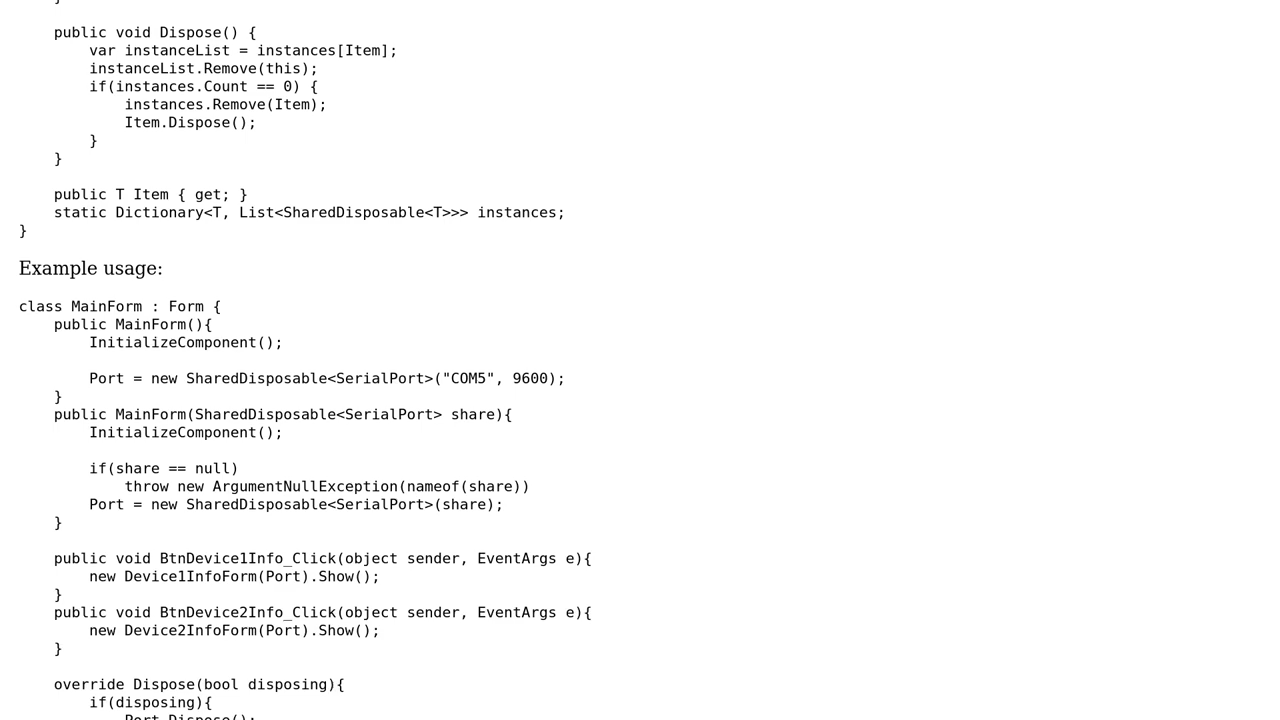 }
    public void Dispose() {
        var instanceList = instances[Item];
        instanceList.Remove(this);
        if(instances.Count == 0) {
            instances.Remove(Item);
            Item.Dispose();
        }
    }
    public T Item { get; }
    static Dictionary<T, List<SharedDisposable<T>>> instances;
}
Example usage:
class MainForm : Form {
    public MainForm(){
        InitializeComponent();
        Port = new SharedDisposable<SerialPort>("COM5", 9600);
    }
    public MainForm(SharedDisposable<SerialPort> share){
        InitializeComponent();
        if(share == null)
            throw new ArgumentNullException(nameof(share))
        Port = new SharedDisposable<SerialPort>(share);
    }
    public void BtnDevice1Info_Click(object sender, EventArgs e){
        new Device1InfoForm(Port).Show();
    }
    public void BtnDevice2Info_Click(object sender, EventArgs e){
        new Device2InfoForm(Port).Show();
    }
    override Dispose(bool disposing){
        if(disposing){
            Port.Dispose();